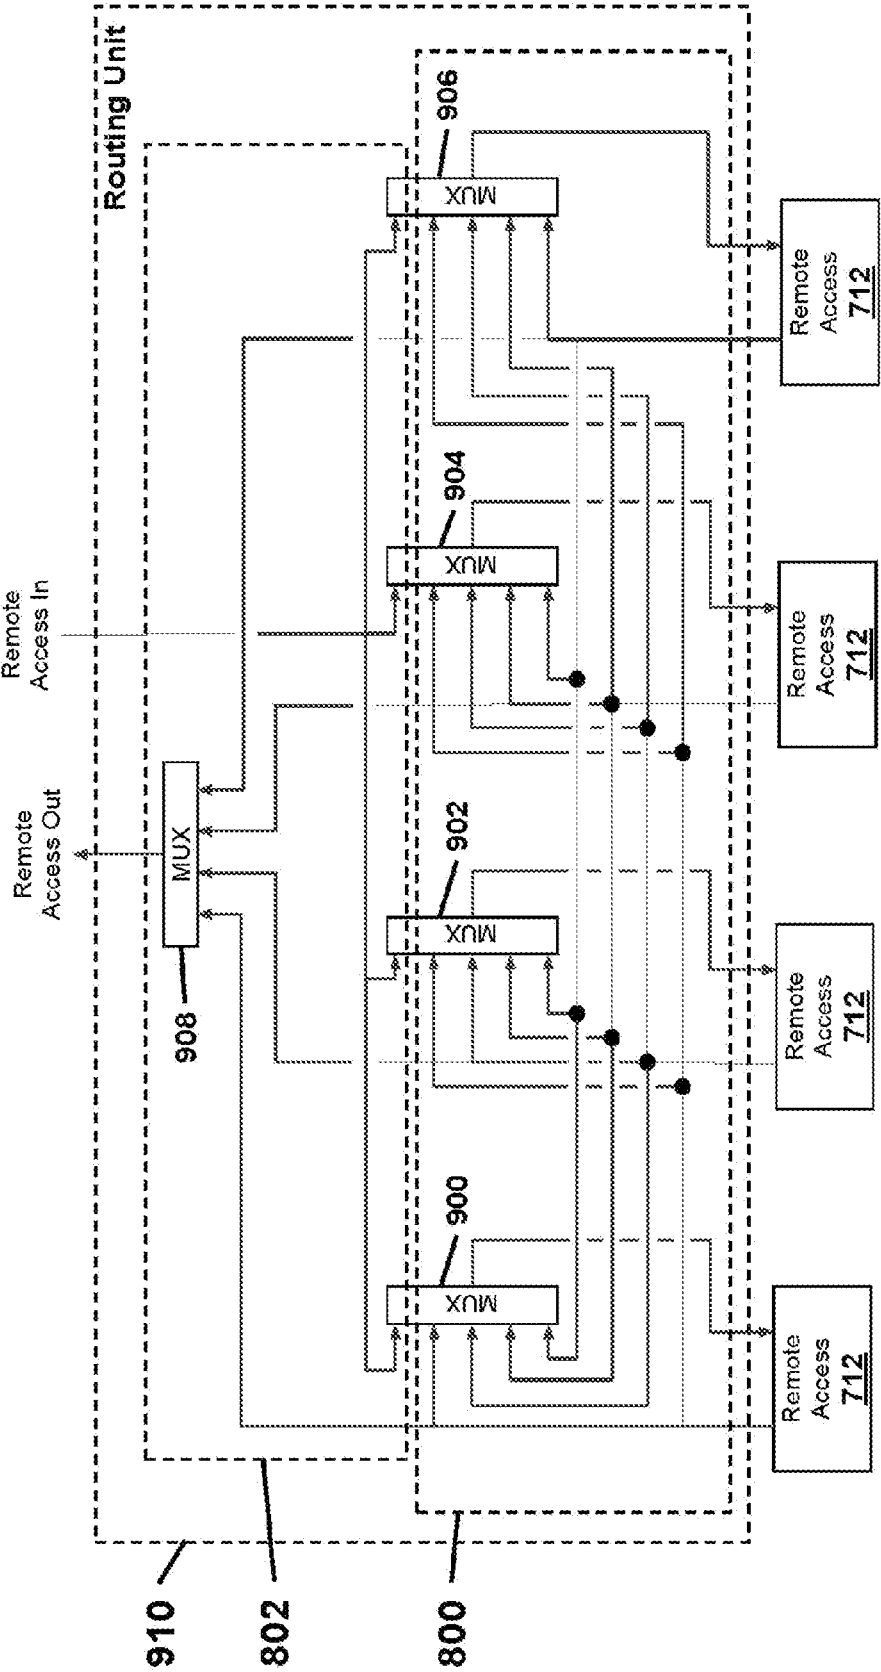 Routing Unit
906
MUX
Remote
Access
712
904
MUX
Remote
Access In
Remote
Access
712
Remote
Access Out
MUX
908
902
MUX
Remote
Access
712
900
MUX
Remote
Access
712
910
802
800